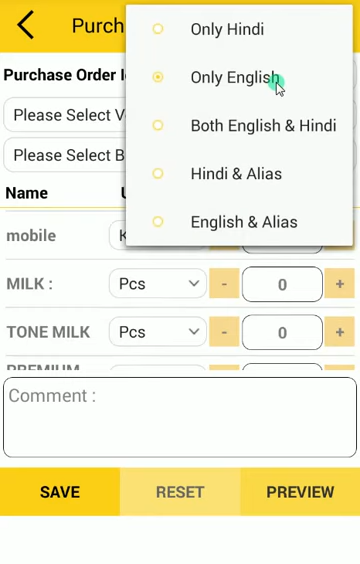 Purch
Only Hindi
Only English
Both English & Hindi
Hindi & Alias
English & Alias
Purchase Order
Please Select
Please Select B
Name
mobile
MILK : Pcs - 0 +
TONE MILK Pcs - 0 +
PREMIUM
Comment :
SAVE RESET PREVIEW